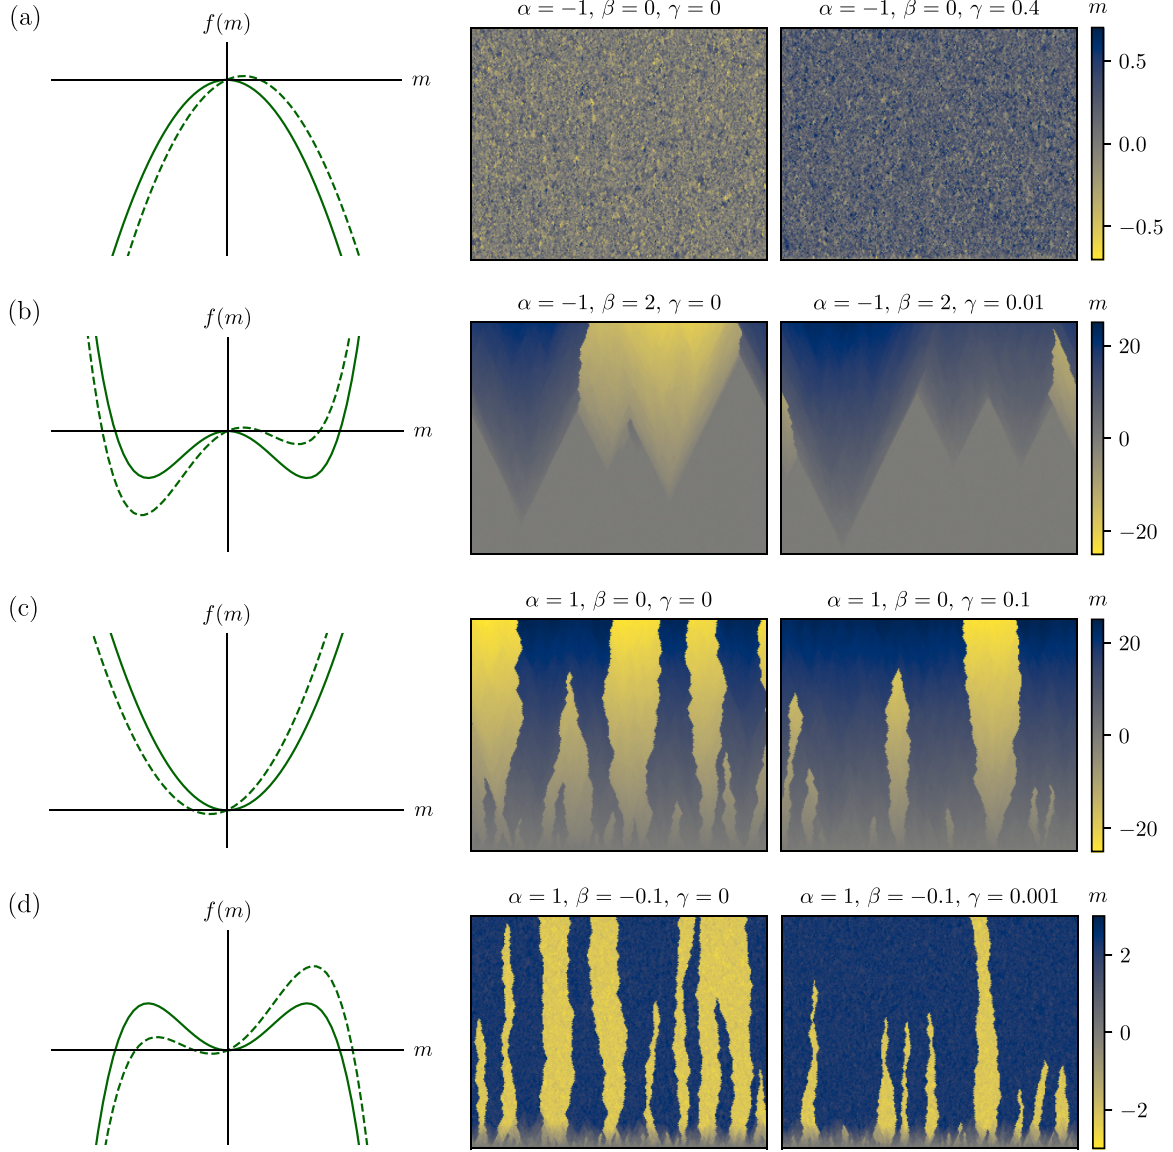 (a)
f(m)
m
α = −1, β = 0, γ = 0
α = −1, β = 0, γ = 0.4
m
0.5
0.0
−0.5
(b)
f(m)
m
α = −1, β = 2, γ = 0
α = −1, β = 2, γ = 0.01
m
20
0
−20
(c)
f(m)
m
α = 1, β = 0, γ = 0
α = 1, β = 0, γ = 0.1
m
20
0
−20
(d)
f(m)
m
α = 1, β = −0.1, γ = 0
α = 1, β = −0.1, γ = 0.001
m
2
0
−2